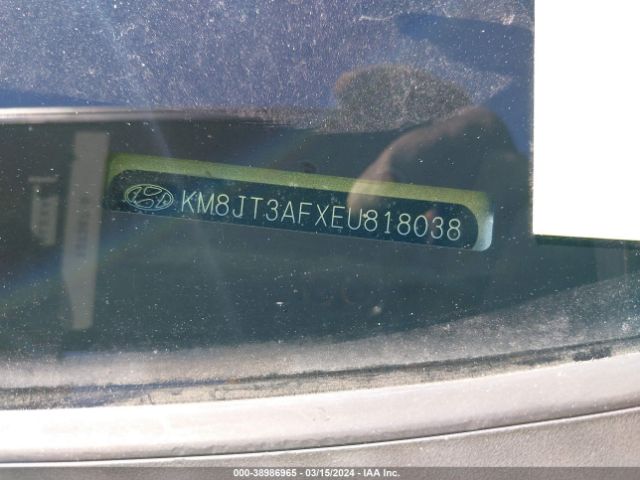 KM8JT3AFXEU818038
000-38986965 - 03/15/2024 - IAA Inc.